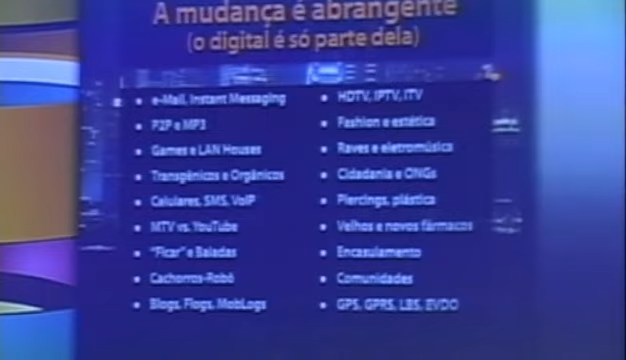 A mudança é abrangente
(o digital é só parte dela)
• e-Mail, Instant Messaging
• P2P e MP3
• Games e LAN Houses
• Transgênicos e Orgânicos
• Celulares, SMS, VoIP
• MTV vs. YouTube
• "Ficar" e Baladas
• Cachorros-Robô
• Blogs, Flogs, MobLogs
• HDTV, IPTV, iTV
• Fashion e estética
• Raves e eletromúsica
• Cidadania e ONGs
• Piercings, plástica
• Velhos e novos fármacos
• Encasulamento
• Comunidades
• GPS, GPRS, LBS, EVDO